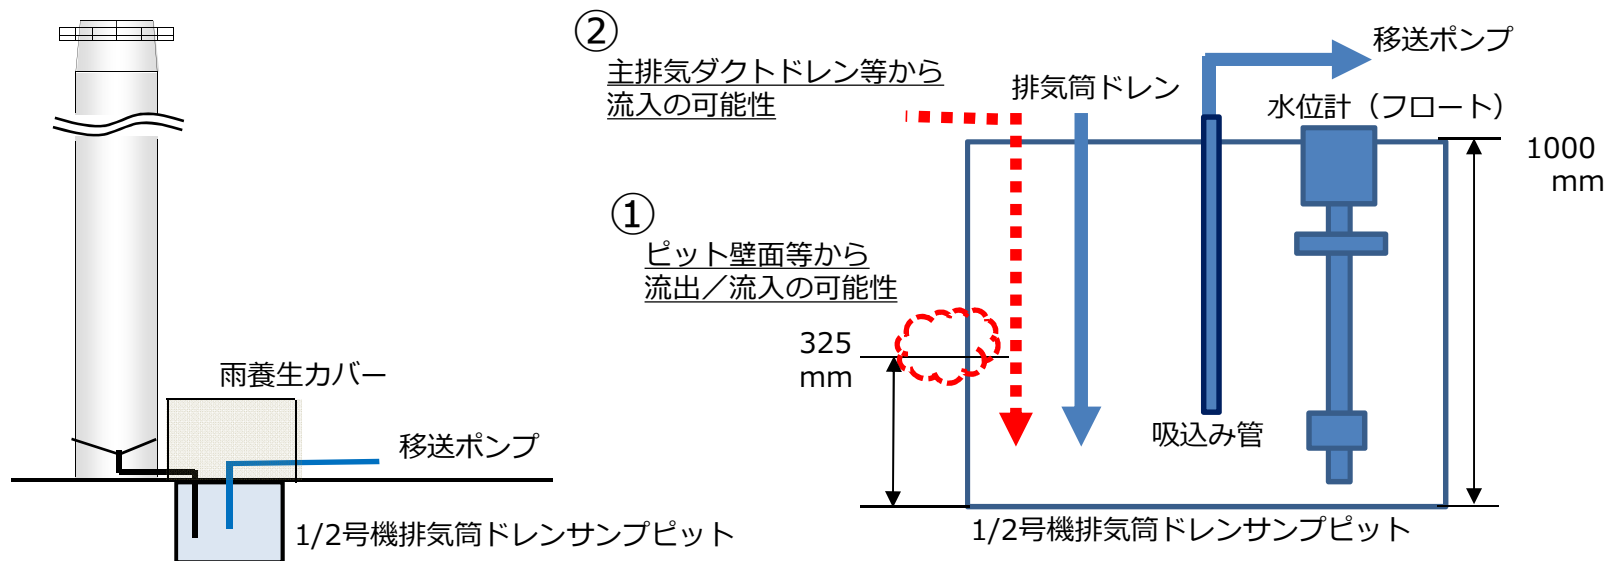 雨養生カバー
移送ポンプ
1/2号機排気筒ドレンサンプピット
②
主排気ダクトドレン等から
流入の可能性
①
ピット壁面等から
流出／流入の可能性
325
mm
排気筒ドレン
移送ポンプ
水位計（フロート）
1000
mm
吸込み管
1/2号機排気筒ドレンサンプピット